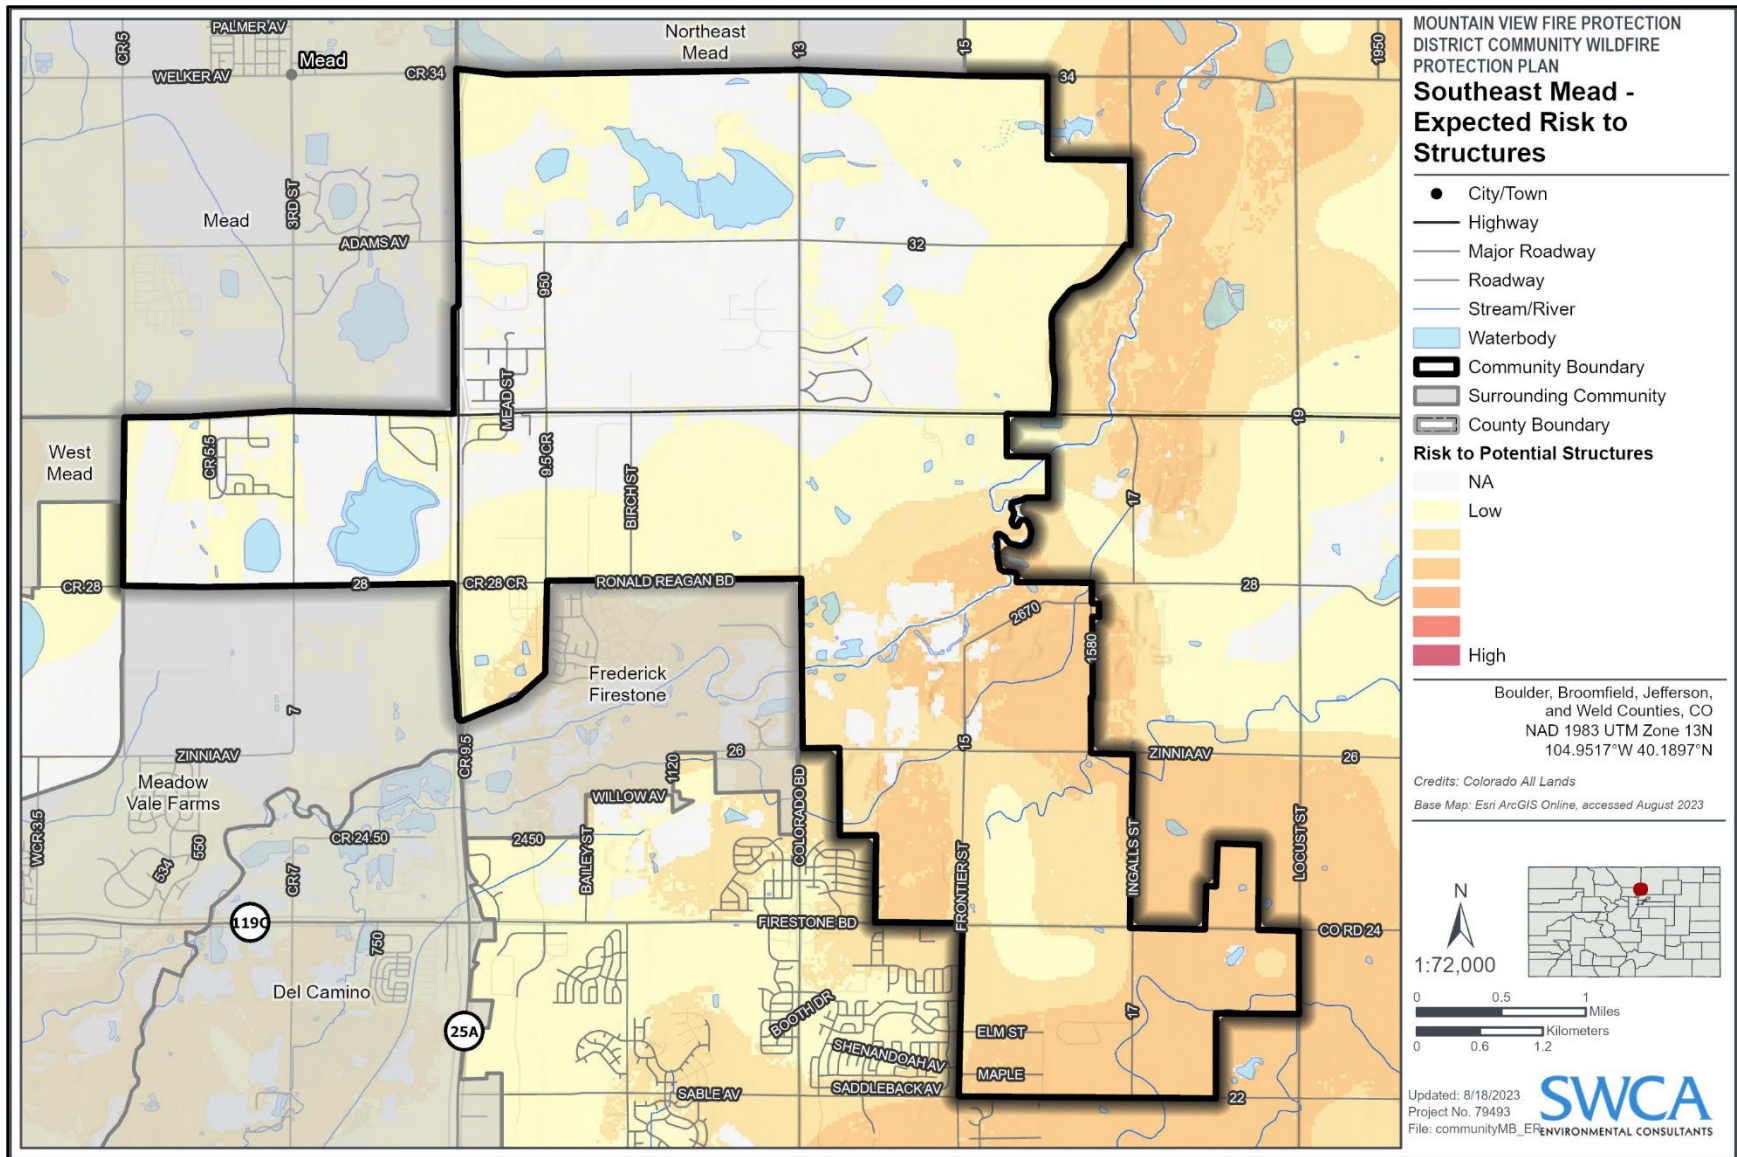 PALMER AV
CR 5
Mead
WELKER AV
CR 34
Northeast
Mead
13
15
34
1950
Mead
3RD ST
ADAMS AV
950
32
MEAD ST
West
Mead
CR 5.5
9.5 CR
BIRCH ST
19
17
CR 28
28
CR 28 CR
RONALD REAGAN BD
28
2670
1580
Frederick
Firestone
7
ZINNIA AV
CR 9.5
26
15
ZINNIA AV
26
Meadow
Vale Farms
1120
WILLOW AV
COLORADO BD
WCR 3.5
550
534
CR 24.50
2450
BAILEY ST
CR 7
FRONTIER ST
INGALLS ST
LOCUST ST
119C
FIRESTONE BD
CO RD 24
750
Del Camino
25A
BOOTH DR
17
ELM ST
SHENANDOAH AV
MAPLE
SADDLEBACK AV
SABLE AV
22
MOUNTAIN VIEW FIRE PROTECTION
DISTRICT COMMUNITY WILDFIRE
PROTECTION PLAN
Southeast Mead -
Expected Risk to
Structures
City/Town
Highway
Major Roadway
Roadway
Stream/River
Waterbody
Community Boundary
Surrounding Community
County Boundary
Risk to Potential Structures
NA
Low
High
Boulder, Broomfield, Jefferson,
and Weld Counties, CO
NAD 1983 UTM Zone 13N
104.9517°W 40.1897°N
Credits: Colorado All Lands
Base Map: Esri ArcGIS Online, accessed August 2023
N
1:72,000
0 0.5 1
Miles
Kilometers
0 0.6 1.2
Updated: 8/18/2023
Project No. 79493
File: communityMB_ER
SWCA
ENVIRONMENTAL CONSULTANTS